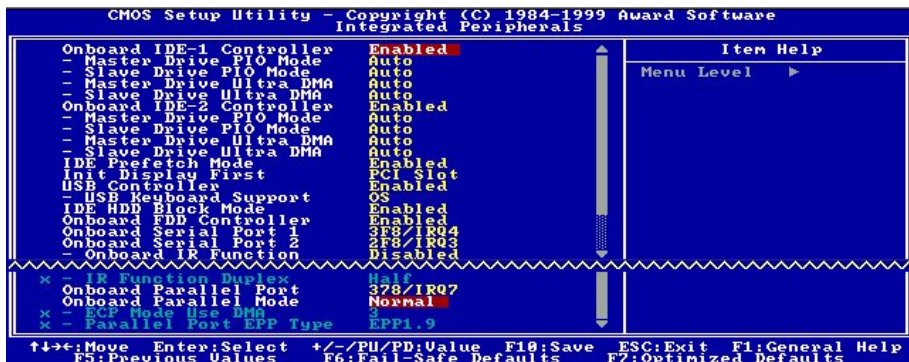 CMOS Setup Utility - Copyright (C) 1984-1999 Award Software
Integrated Peripherals
Onboard IDE-1 Controller Enabled
- Master Drive PIO Mode Auto
- Slave Drive PIO Mode Auto
- Master Drive Ultra DMA Auto
- Slave Drive Ultra DMA Auto
Onboard IDE-2 Controller Enabled
- Master Drive PIO Mode Auto
- Slave Drive PIO Mode Auto
- Master Drive Ultra DMA Auto
- Slave Drive Ultra DMA Auto
IDE Prefetch Mode Enabled
Init Display First PCI Slot
USB Controller Enabled
- USB Keyboard Support OS
IDE HDD Block Mode Enabled
Onboard FDD Controller Enabled
Onboard Serial Port 1 3F8/IRQ4
Onboard Serial Port 2 2F8/IRQ3
- Onboard IR Function Disabled
x - IR Function Duplex Half
Onboard Parallel Port 378/IRQ7
Onboard Parallel Mode Normal
x - ECP Mode Use DMA 3
x - Parallel Port EPP Type EPP1.9
Item Help
Menu Level ►
↑↓→←:Move Enter:Select +/-/PU/PD:Value F10:Save ESC:Exit F1:General Help
F5:Previous Values F6:Fail-Safe Defaults F7:Optimized Defaults